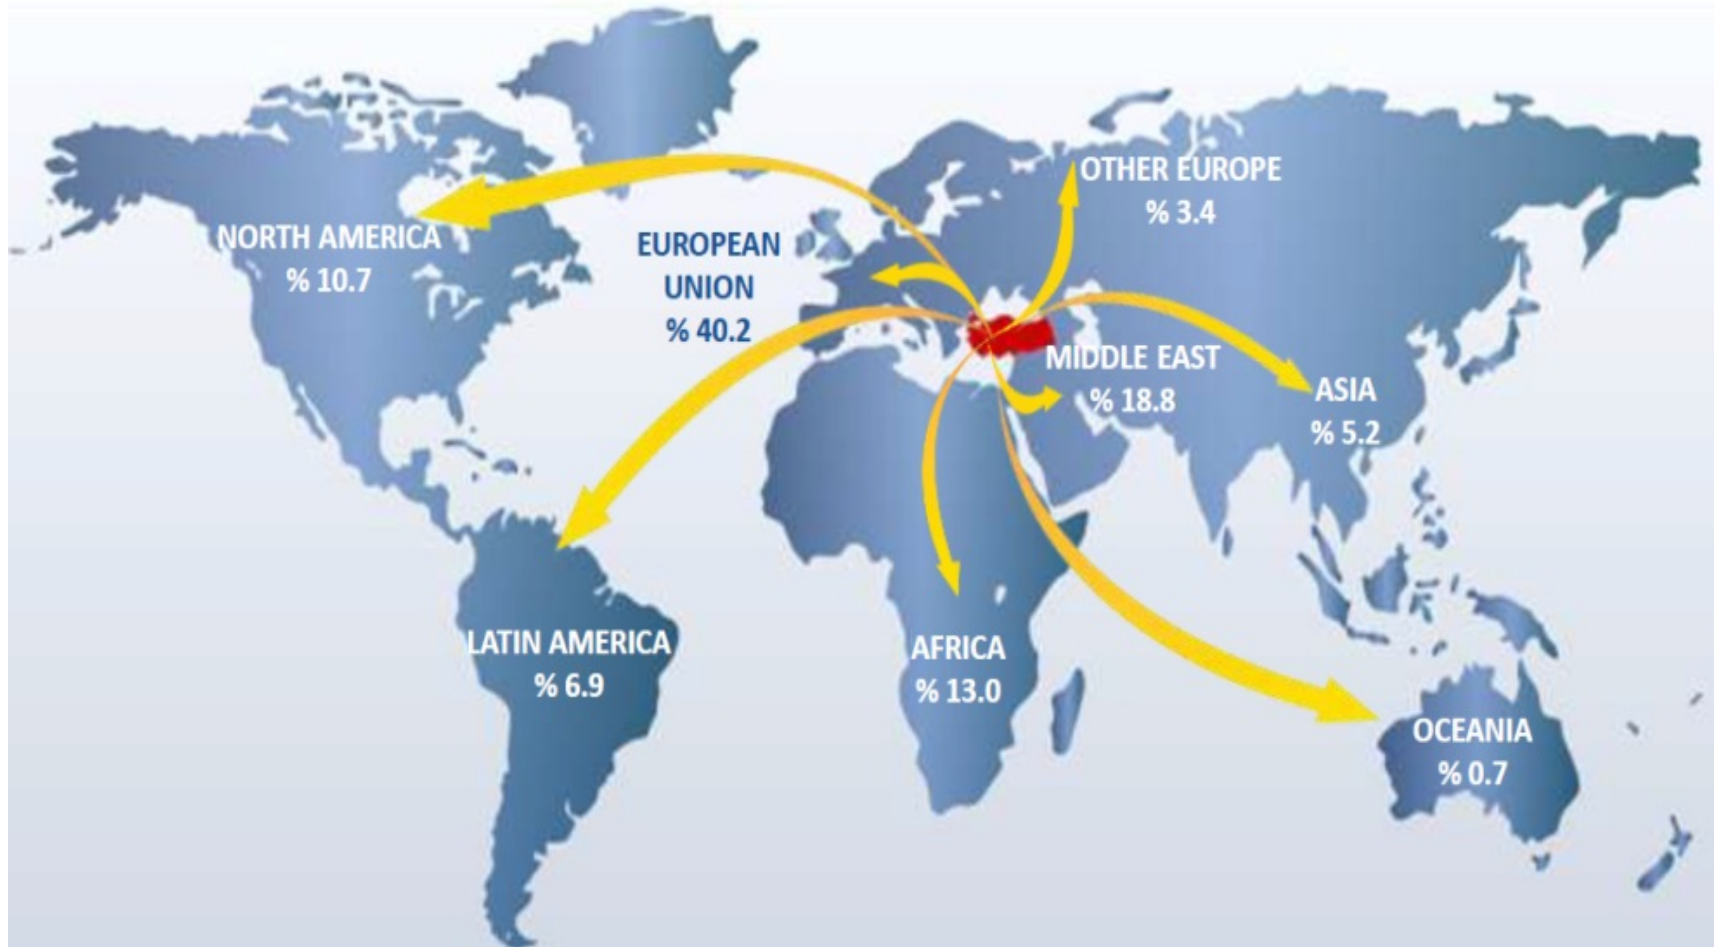 OTHER EUROPE
% 3.4
NORTH AMERICA
% 10.7
EUROPEAN
UNION
% 40.2
MIDDLE EAST
% 18.8
ASIA
% 5.2
LATIN AMERICA
% 6.9
AFRICA
% 13.0
OCEANIA
% 0.7